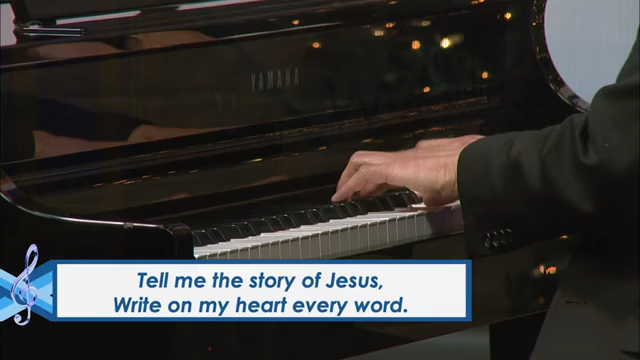 YAMAHA
Tell me the story of Jesus,
Write on my heart every word.